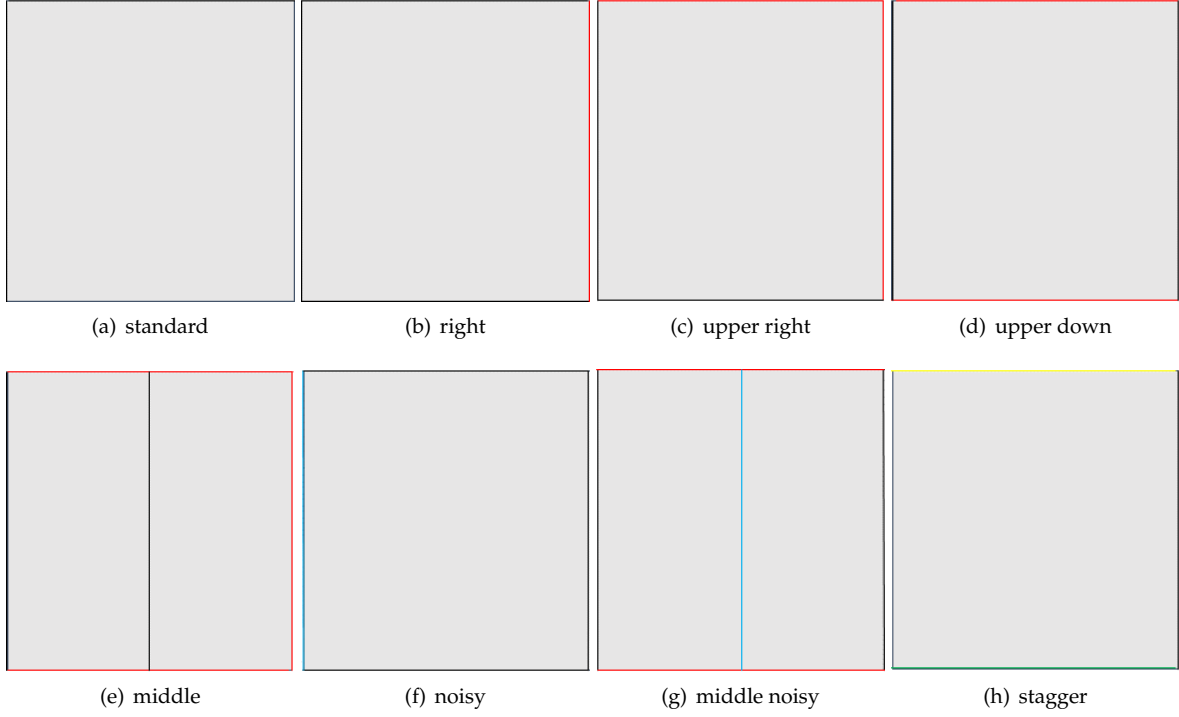 (a) standard
(b) right
(c) upper right
(d) upper down
(e) middle
(f) noisy
(g) middle noisy
(h) stagger